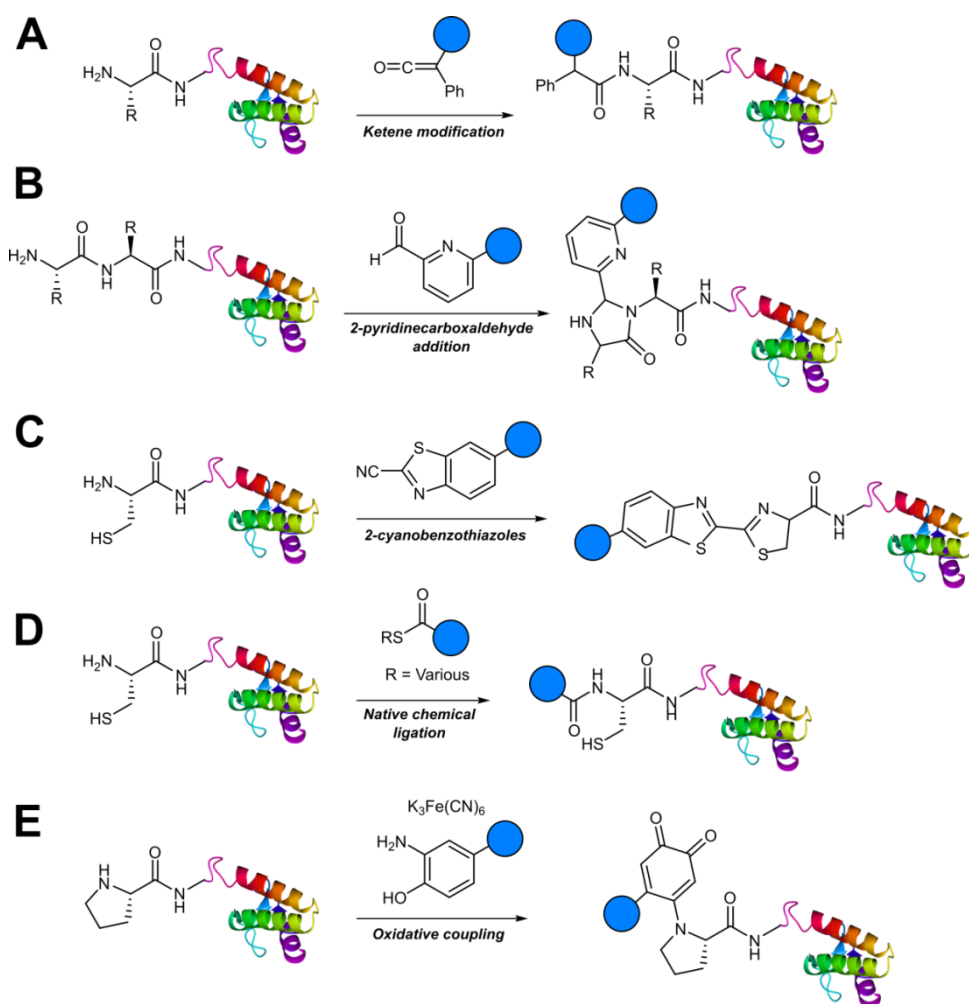 A
H₂N
O
N
H
R
O
Ph
Ketene modification
Ph
O
H
N
R
O
N
H
B
H₂N
R
O
N
H
R
O
H
N
O
H
N
2-pyridinecarboxaldehyde
addition
N
HN
R
O
N
R
O
H
N
C
H₂N
HS
O
N
H
NC
S
N
2-cyanobenzothiazoles
N
S
N
S
O
N
H
D
H₂N
HS
O
N
H
RS
O
R = Various
Native chemical
ligation
O
H
N
HS
O
N
H
E
H
N
O
N
H
K₃Fe(CN)₆
H₂N
HO
Oxidative coupling
O
O
N
O
N
H